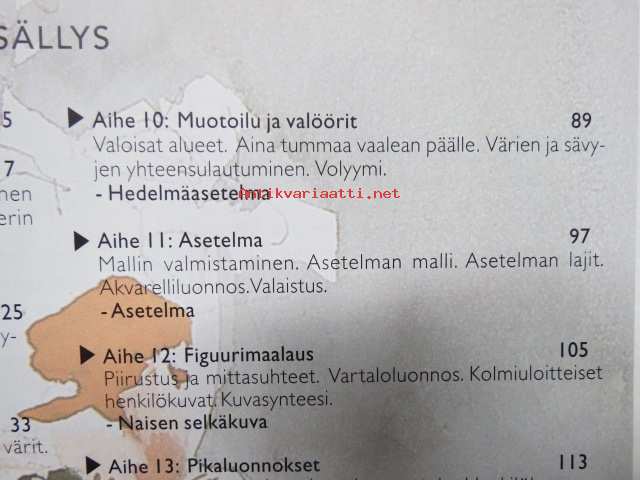 SÄLLYS
5
7
nen
erin
25
y-
33
värit.
▶ Aihe 10: Muotoilu ja valöörit 89
Valoisat alueet. Aina tummaa vaalean päälle. Värien ja sävy-
jen yhteensulautuminen. Volyymi.
- Hedelmäasetelma
Antikvariaatti.net
▶ Aihe 11: Asetelma 97
Mallin valmistaminen. Asetelman malli. Asetelman lajit.
Akvarelliluonnos.Valaistus.
- Asetelma
▶ Aihe 12: Figuurimaalaus 105
Piirustus ja mittasuhteet. Vartaloluonnos. Kolmiuloitteiset
henkilökuvat. Kuvasynteesi.
- Naisen selkäkuva
▶ Aihe 13: Pikaluonnokset 113